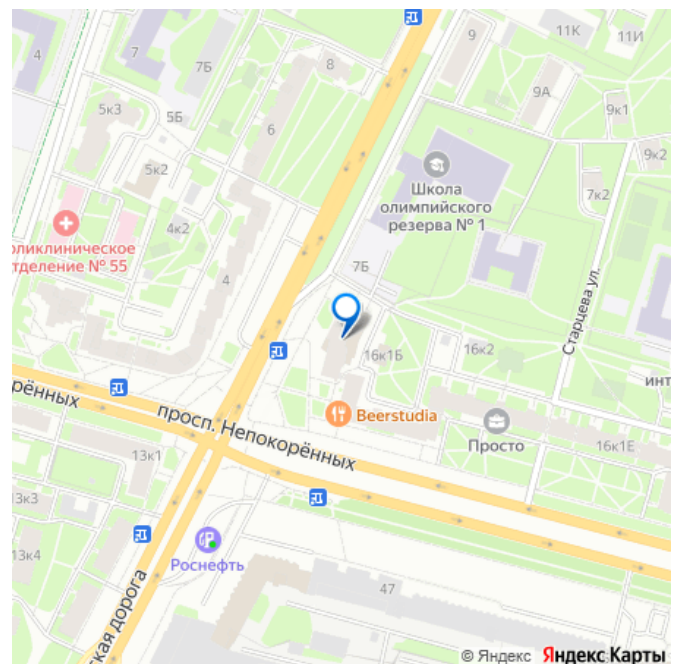 4
7Б
8
9
11К
11И
9А
9к1
9к2
7к2
5к3
5Б
6
5к2
4к2
Школа
олимпийского
резерва № 1
оликлиническое
тделение № 55
4
7Б
Старцева ул.
16к1Б
16к2
инт
орённых
просп. Непокорённых
Beerstudia
Просто
16к1Е
13к1
13к3
13к4
Роснефть
47
ская дорога
© Яндекс Яндекс Карты